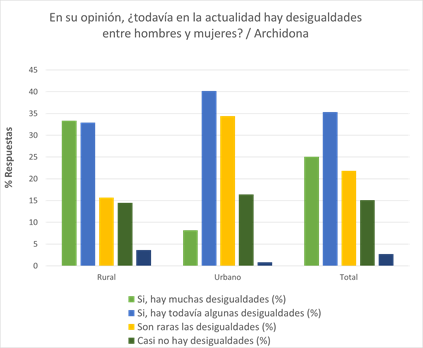 En su opinión, ¿todavía en la actualidad hay desigualdades
entre hombres y mujeres? / Archidona
45
40
35
30
25
20
15
10
5
0
% Respuestas
Rural
Urbano
Total
Si, hay muchas desigualdades (%)
Si, hay todavía algunas desigualdades (%)
Son raras las desigualdades (%)
Casi no hay desigualdades (%)